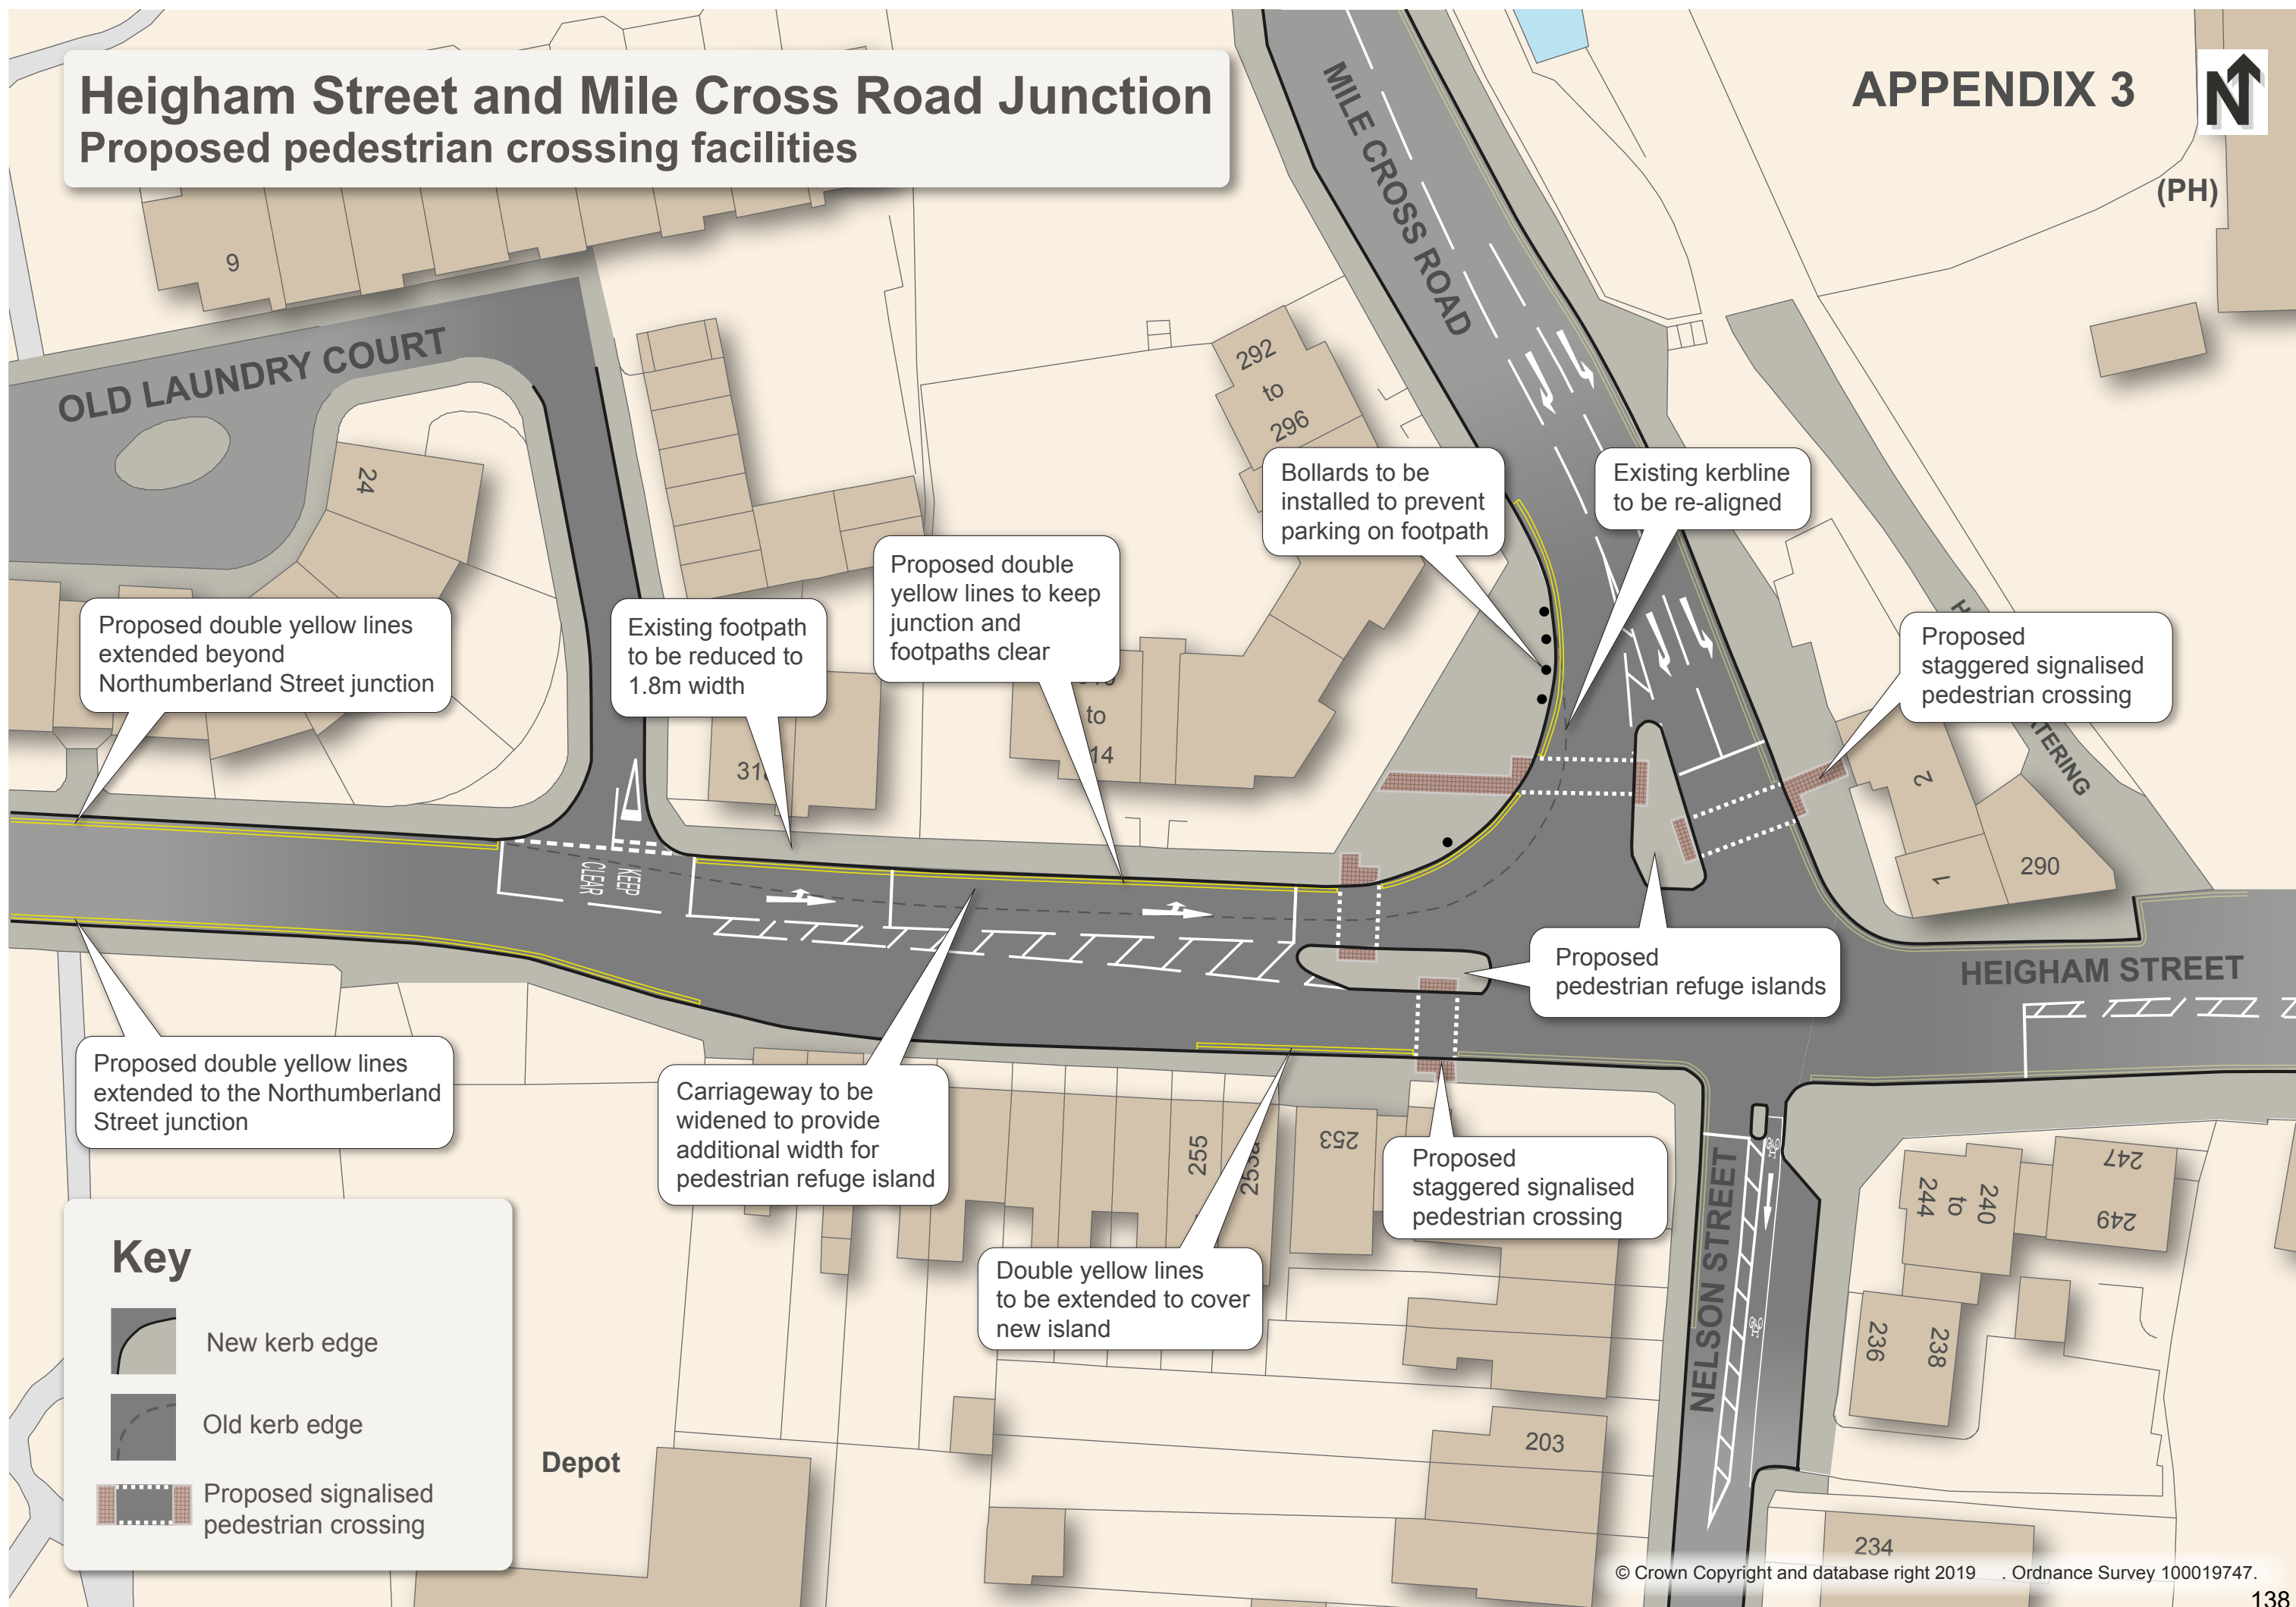 Heigham Street and Mile Cross Road Junction
Proposed pedestrian crossing facilities
APPENDIX 3
N
(PH)
MILE CROSS ROAD
9
OLD LAUNDRY COURT
24
292
to
296
Bollards to be
installed to prevent
parking on footpath
Existing kerbline
to be re-aligned
Proposed double
yellow lines to keep
junction and
footpaths clear
Proposed double yellow lines
extended beyond
Northumberland Street junction
Existing footpath
to be reduced to
1.8m width
Proposed
staggered signalised
pedestrian crossing
to
14
2
1
290
KEEP
CLEAR
Proposed
pedestrian refuge islands
HEIGHAM STREET
Proposed double yellow lines
extended to the Northumberland
Street junction
Carriageway to be
widened to provide
additional width for
pedestrian refuge island
255
253a
253
Proposed
staggered signalised
pedestrian crossing
Double yellow lines
to be extended to cover
new island
NELSON STREET
247
249
240
to
244
236
238
Key
New kerb edge
Old kerb edge
Proposed signalised
pedestrian crossing
Depot
203
234
© Crown Copyright and database right 2019 . Ordnance Survey 100019747.
138